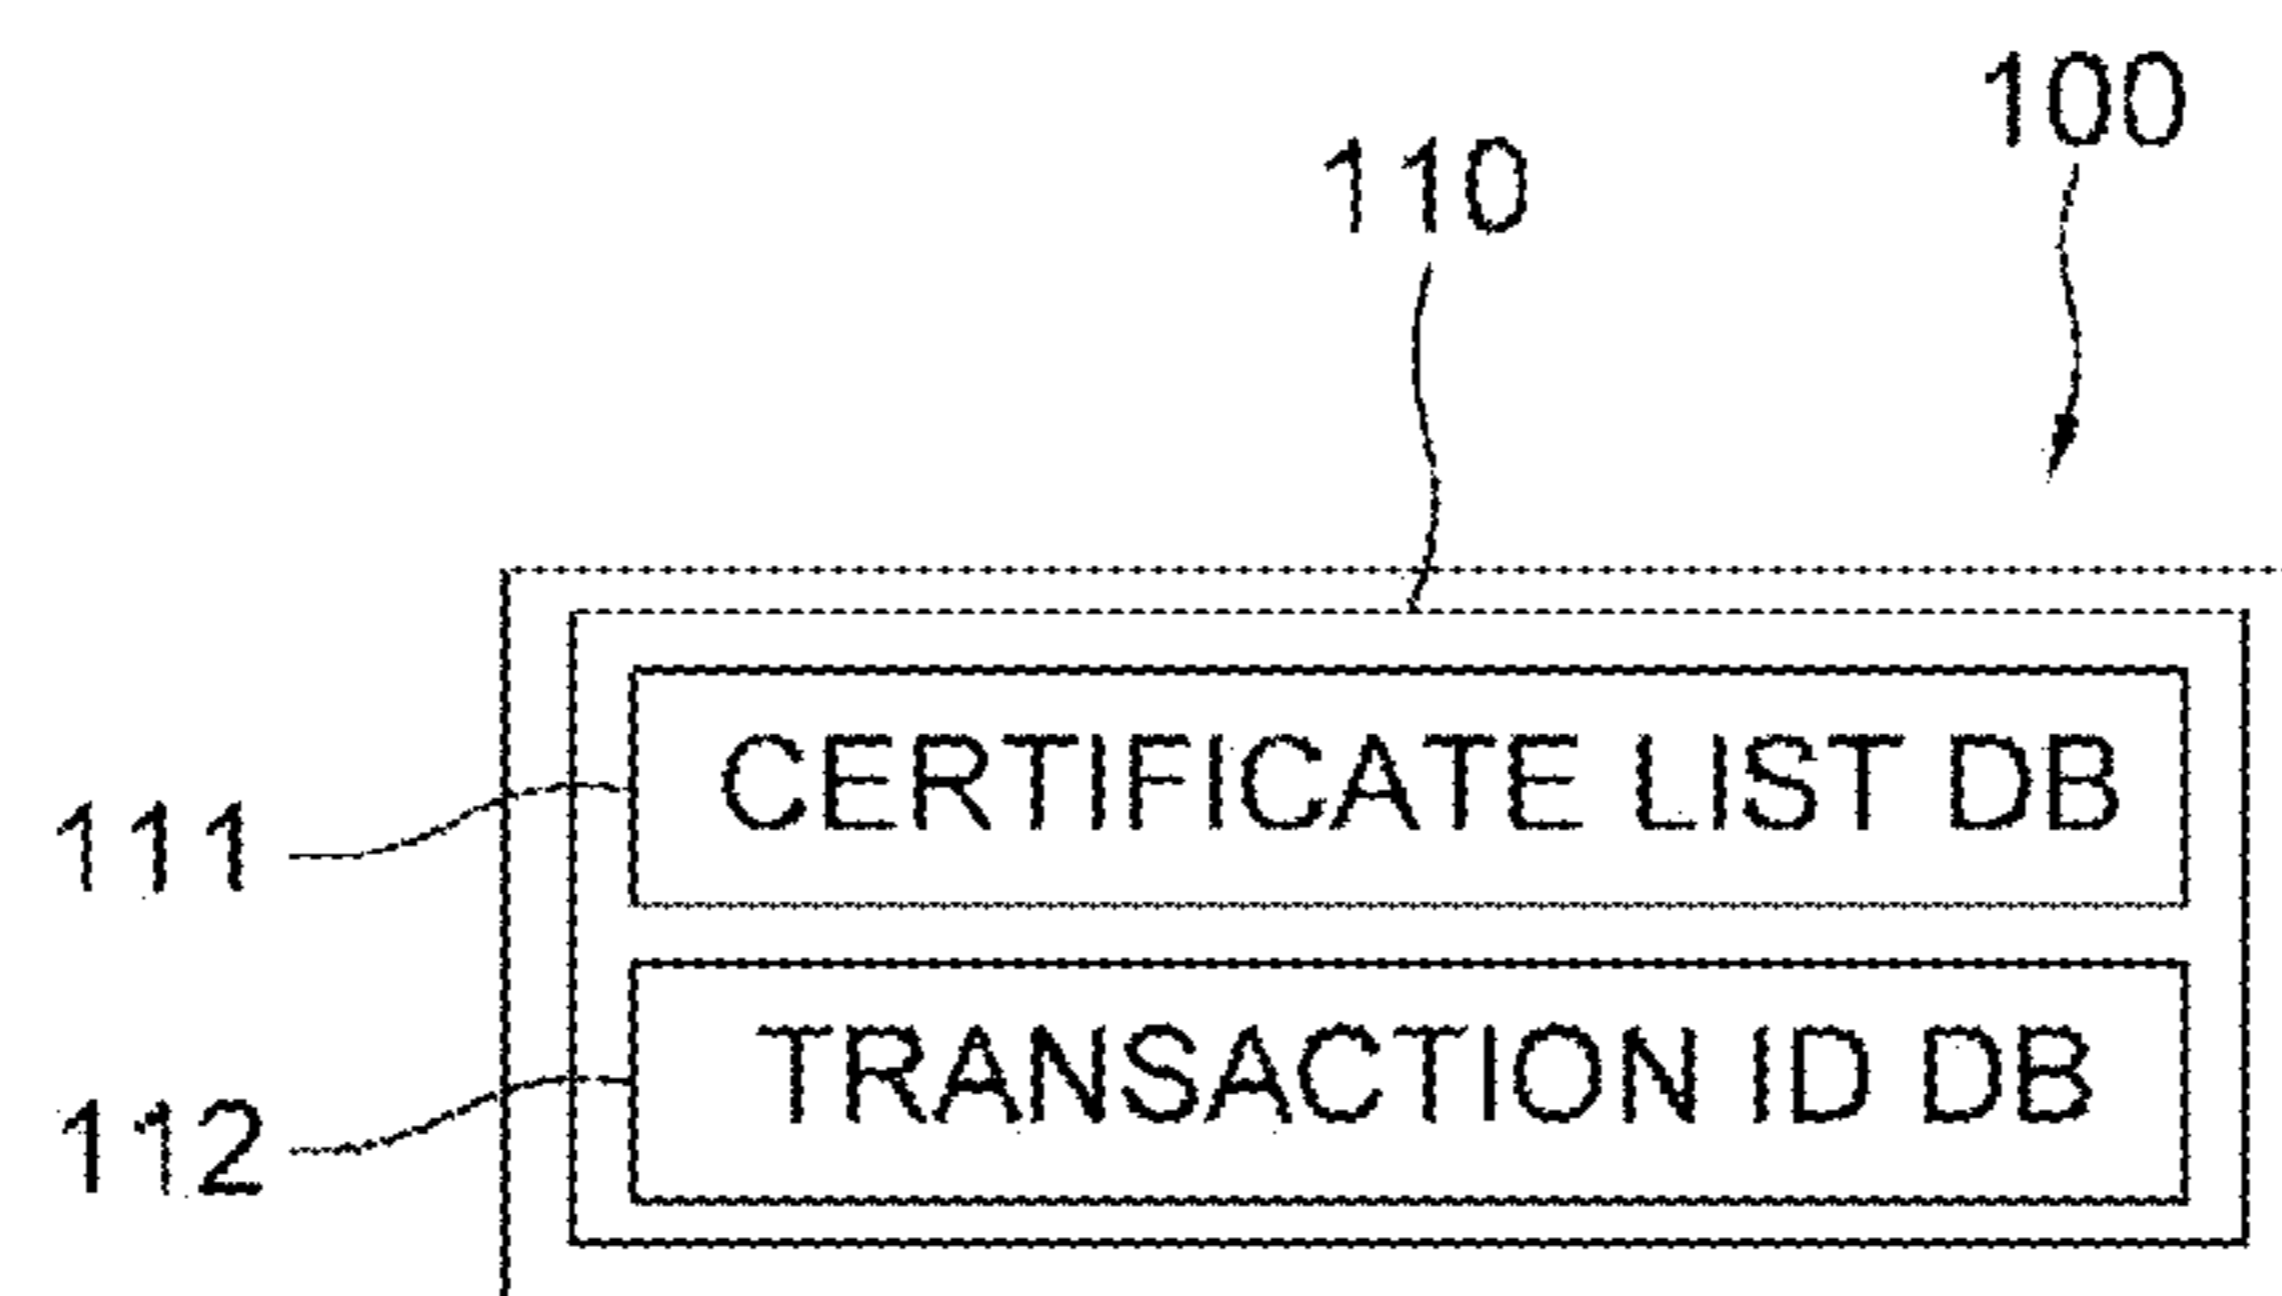 100
110
111 CERTIFICATE LIST DB
112 TRANSACTION ID DB